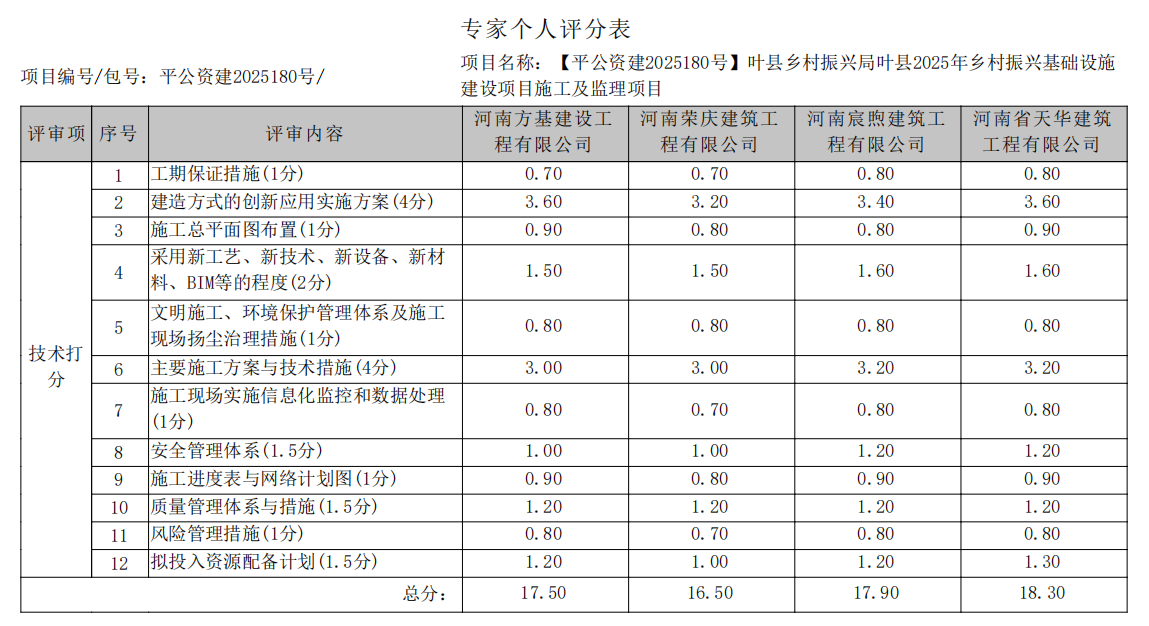 专家个人评分表
项目编号/包号：平公资建2025180号/
项目名称：【平公资建2025180号】叶县乡村振兴局叶县2025年乡村振兴基础设施
建设项目施工及监理项目
评审项 序号 评审内容 河南方基建设工程有限公司 河南荣庆建筑工程有限公司 河南宸煦建筑工程有限公司 河南省天华建筑工程有限公司
技术打分
1 工期保证措施(1分) 0.70 0.70 0.80 0.80
2 建造方式的创新应用实施方案(4分) 3.60 3.20 3.40 3.60
3 施工总平面图布置(1分) 0.90 0.80 0.80 0.90
4 采用新工艺、新技术、新设备、新材料、BIM等的程度(2分) 1.50 1.50 1.60 1.60
5 文明施工、环境保护管理体系及施工现场扬尘治理措施(1分) 0.80 0.80 0.80 0.80
6 主要施工方案与技术措施(4分) 3.00 3.00 3.20 3.20
7 施工现场实施信息化监控和数据处理(1分) 0.80 0.70 0.80 0.80
8 安全管理体系(1.5分) 1.00 1.00 1.20 1.20
9 施工进度表与网络计划图(1分) 0.90 0.80 0.90 0.90
10 质量管理体系与措施(1.5分) 1.20 1.20 1.20 1.20
11 风险管理措施(1分) 0.80 0.70 0.80 0.80
12 拟投入资源配备计划(1.5分) 1.20 1.00 1.20 1.30
总分： 17.50 16.50 17.90 18.30